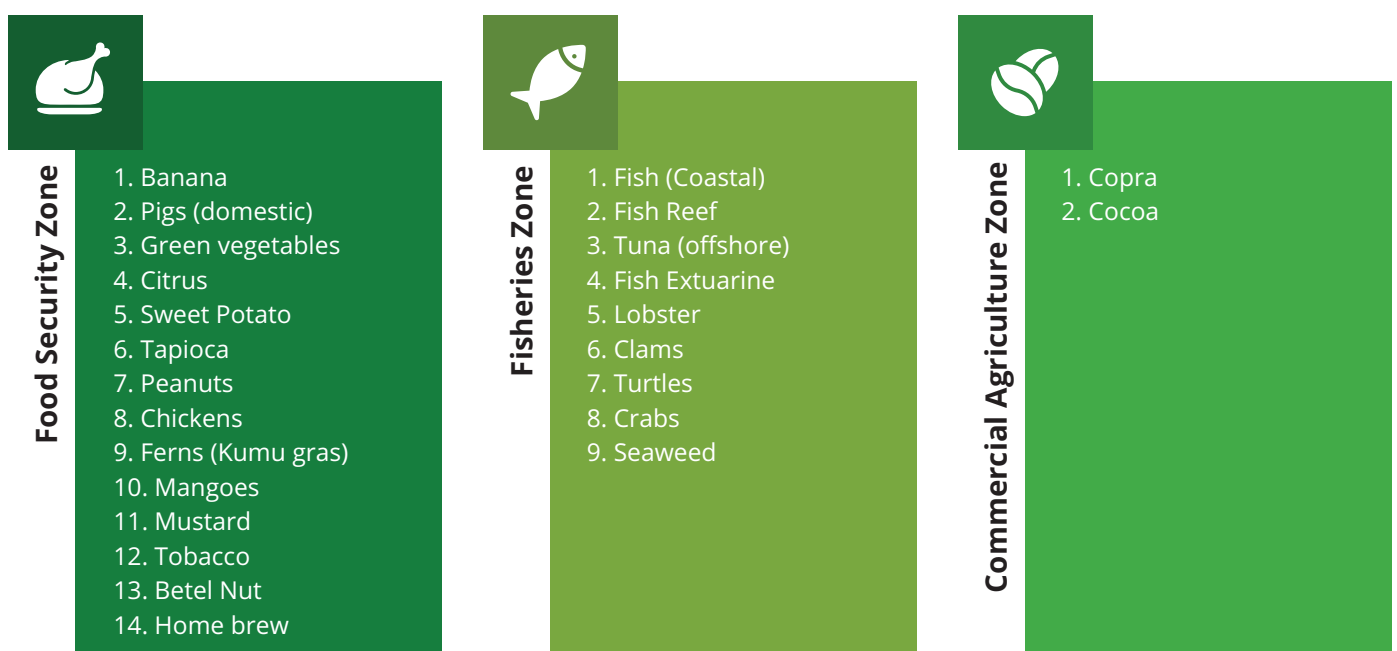 Food Security Zone
1. Banana
2. Pigs (domestic)
3. Green vegetables
4. Citrus
5. Sweet Potato
6. Tapioca
7. Peanuts
8. Chickens
9. Ferns (Kumu gras)
10. Mangoes
11. Mustard
12. Tobacco
13. Betel Nut
14. Home brew
Fisheries Zone
1. Fish (Coastal)
2. Fish Reef
3. Tuna (offshore)
4. Fish Extuarine
5. Lobster
6. Clams
7. Turtles
8. Crabs
9. Seaweed
Commercial Agriculture Zone
1. Copra
2. Cocoa